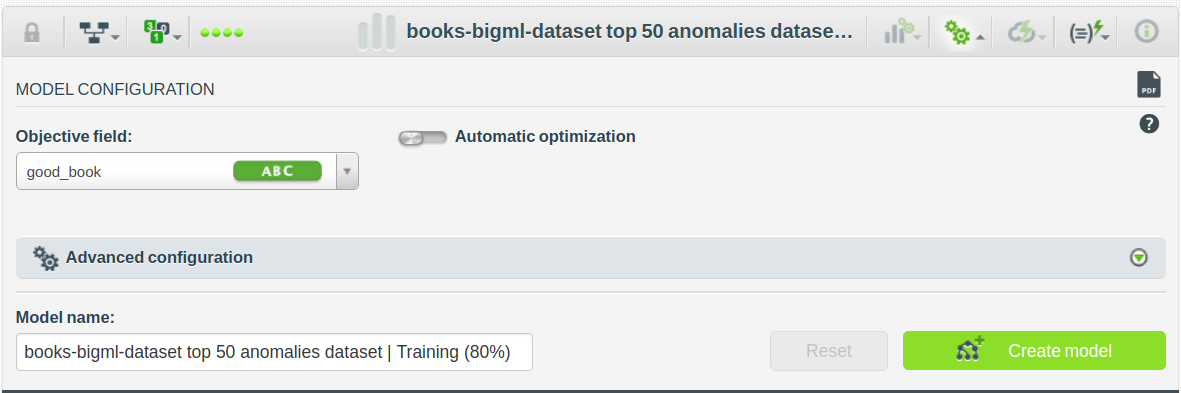 books-bigml-dataset top 50 anomalies datase...
MODEL CONFIGURATION
PDF
Objective field:
Automatic optimization
?
good_book
ABC
Advanced configuration
Model name:
books-bigml-dataset top 50 anomalies dataset | Training (80%)
Reset
Create model